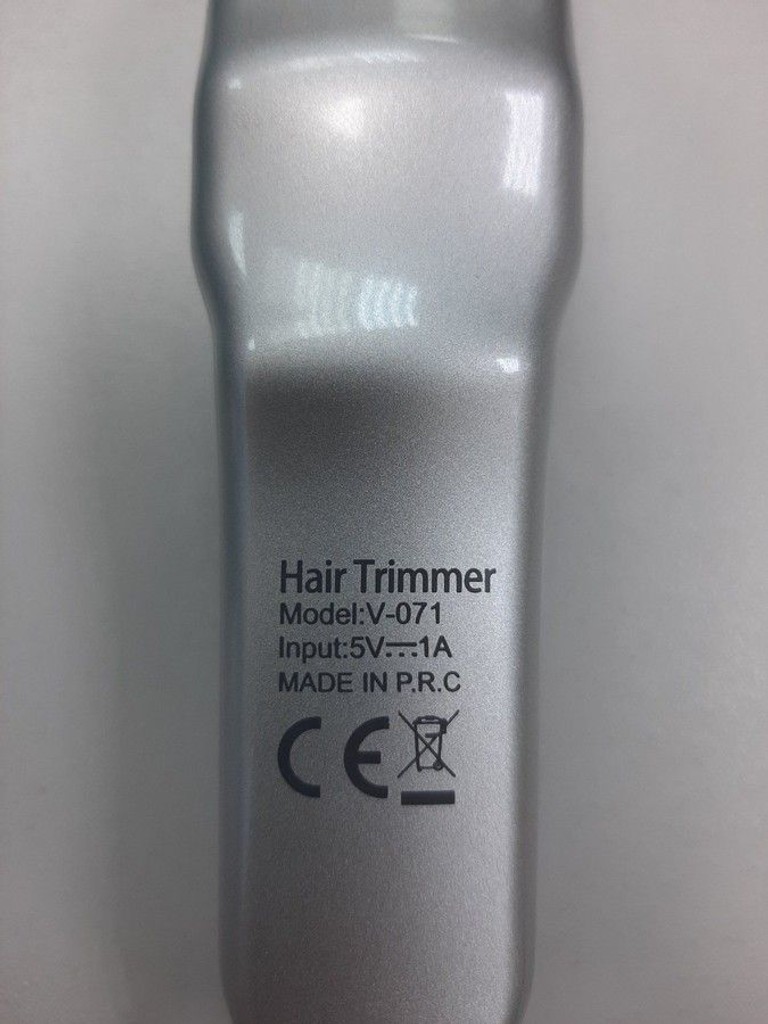 Hair Trimmer
Model:V-071
Input:5V⎓1A
MADE IN P.R.C
CE